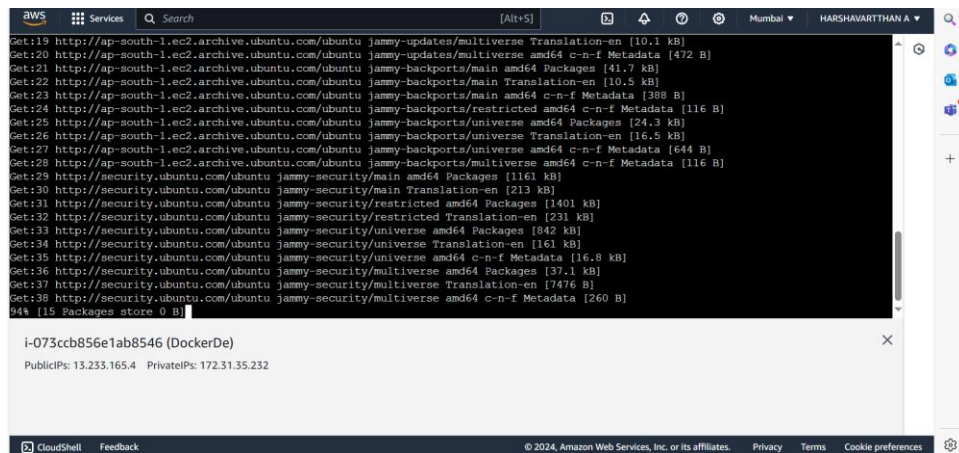 aws Services Search [Alt+S] Mumbai HARSHAVARTTHAN A
Get:19 http://ap-south-1.ec2.archive.ubuntu.com/ubuntu jammy-updates/multiverse Translation-en [10.1 kB]
Get:20 http://ap-south-1.ec2.archive.ubuntu.com/ubuntu jammy-updates/multiverse amd64 c-n-f Metadata [472 B]
Get:21 http://ap-south-1.ec2.archive.ubuntu.com/ubuntu jammy-backports/main amd64 Packages [41.7 kB]
Get:22 http://ap-south-1.ec2.archive.ubuntu.com/ubuntu jammy-backports/main Translation-en [10.5 kB]
Get:23 http://ap-south-1.ec2.archive.ubuntu.com/ubuntu jammy-backports/main amd64 c-n-f Metadata [388 B]
Get:24 http://ap-south-1.ec2.archive.ubuntu.com/ubuntu jammy-backports/restricted amd64 c-n-f Metadata [116 B]
Get:25 http://ap-south-1.ec2.archive.ubuntu.com/ubuntu jammy-backports/universe amd64 Packages [24.3 kB]
Get:26 http://ap-south-1.ec2.archive.ubuntu.com/ubuntu jammy-backports/universe Translation-en [16.5 kB]
Get:27 http://ap-south-1.ec2.archive.ubuntu.com/ubuntu jammy-backports/universe amd64 c-n-f Metadata [644 B]
Get:28 http://ap-south-1.ec2.archive.ubuntu.com/ubuntu jammy-backports/multiverse amd64 c-n-f Metadata [116 B]
Get:29 http://security.ubuntu.com/ubuntu jammy-security/main amd64 Packages [1161 kB]
Get:30 http://security.ubuntu.com/ubuntu jammy-security/main Translation-en [213 kB]
Get:31 http://security.ubuntu.com/ubuntu jammy-security/restricted amd64 Packages [1401 kB]
Get:32 http://security.ubuntu.com/ubuntu jammy-security/restricted Translation-en [231 kB]
Get:33 http://security.ubuntu.com/ubuntu jammy-security/universe amd64 Packages [842 kB]
Get:34 http://security.ubuntu.com/ubuntu jammy-security/universe Translation-en [161 kB]
Get:35 http://security.ubuntu.com/ubuntu jammy-security/universe amd64 c-n-f Metadata [16.8 kB]
Get:36 http://security.ubuntu.com/ubuntu jammy-security/multiverse amd64 Packages [37.1 kB]
Get:37 http://security.ubuntu.com/ubuntu jammy-security/multiverse Translation-en [7476 B]
Get:38 http://security.ubuntu.com/ubuntu jammy-security/multiverse amd64 c-n-f Metadata [260 B]
94% [15 Packages store 0 B]
i-073ccb856e1ab8546 (DockerDe)
PublicIPs: 13.233.165.4 PrivateIPs: 172.31.35.232
CloudShell Feedback © 2024, Amazon Web Services, Inc. or its affiliates. Privacy Terms Cookie preferences